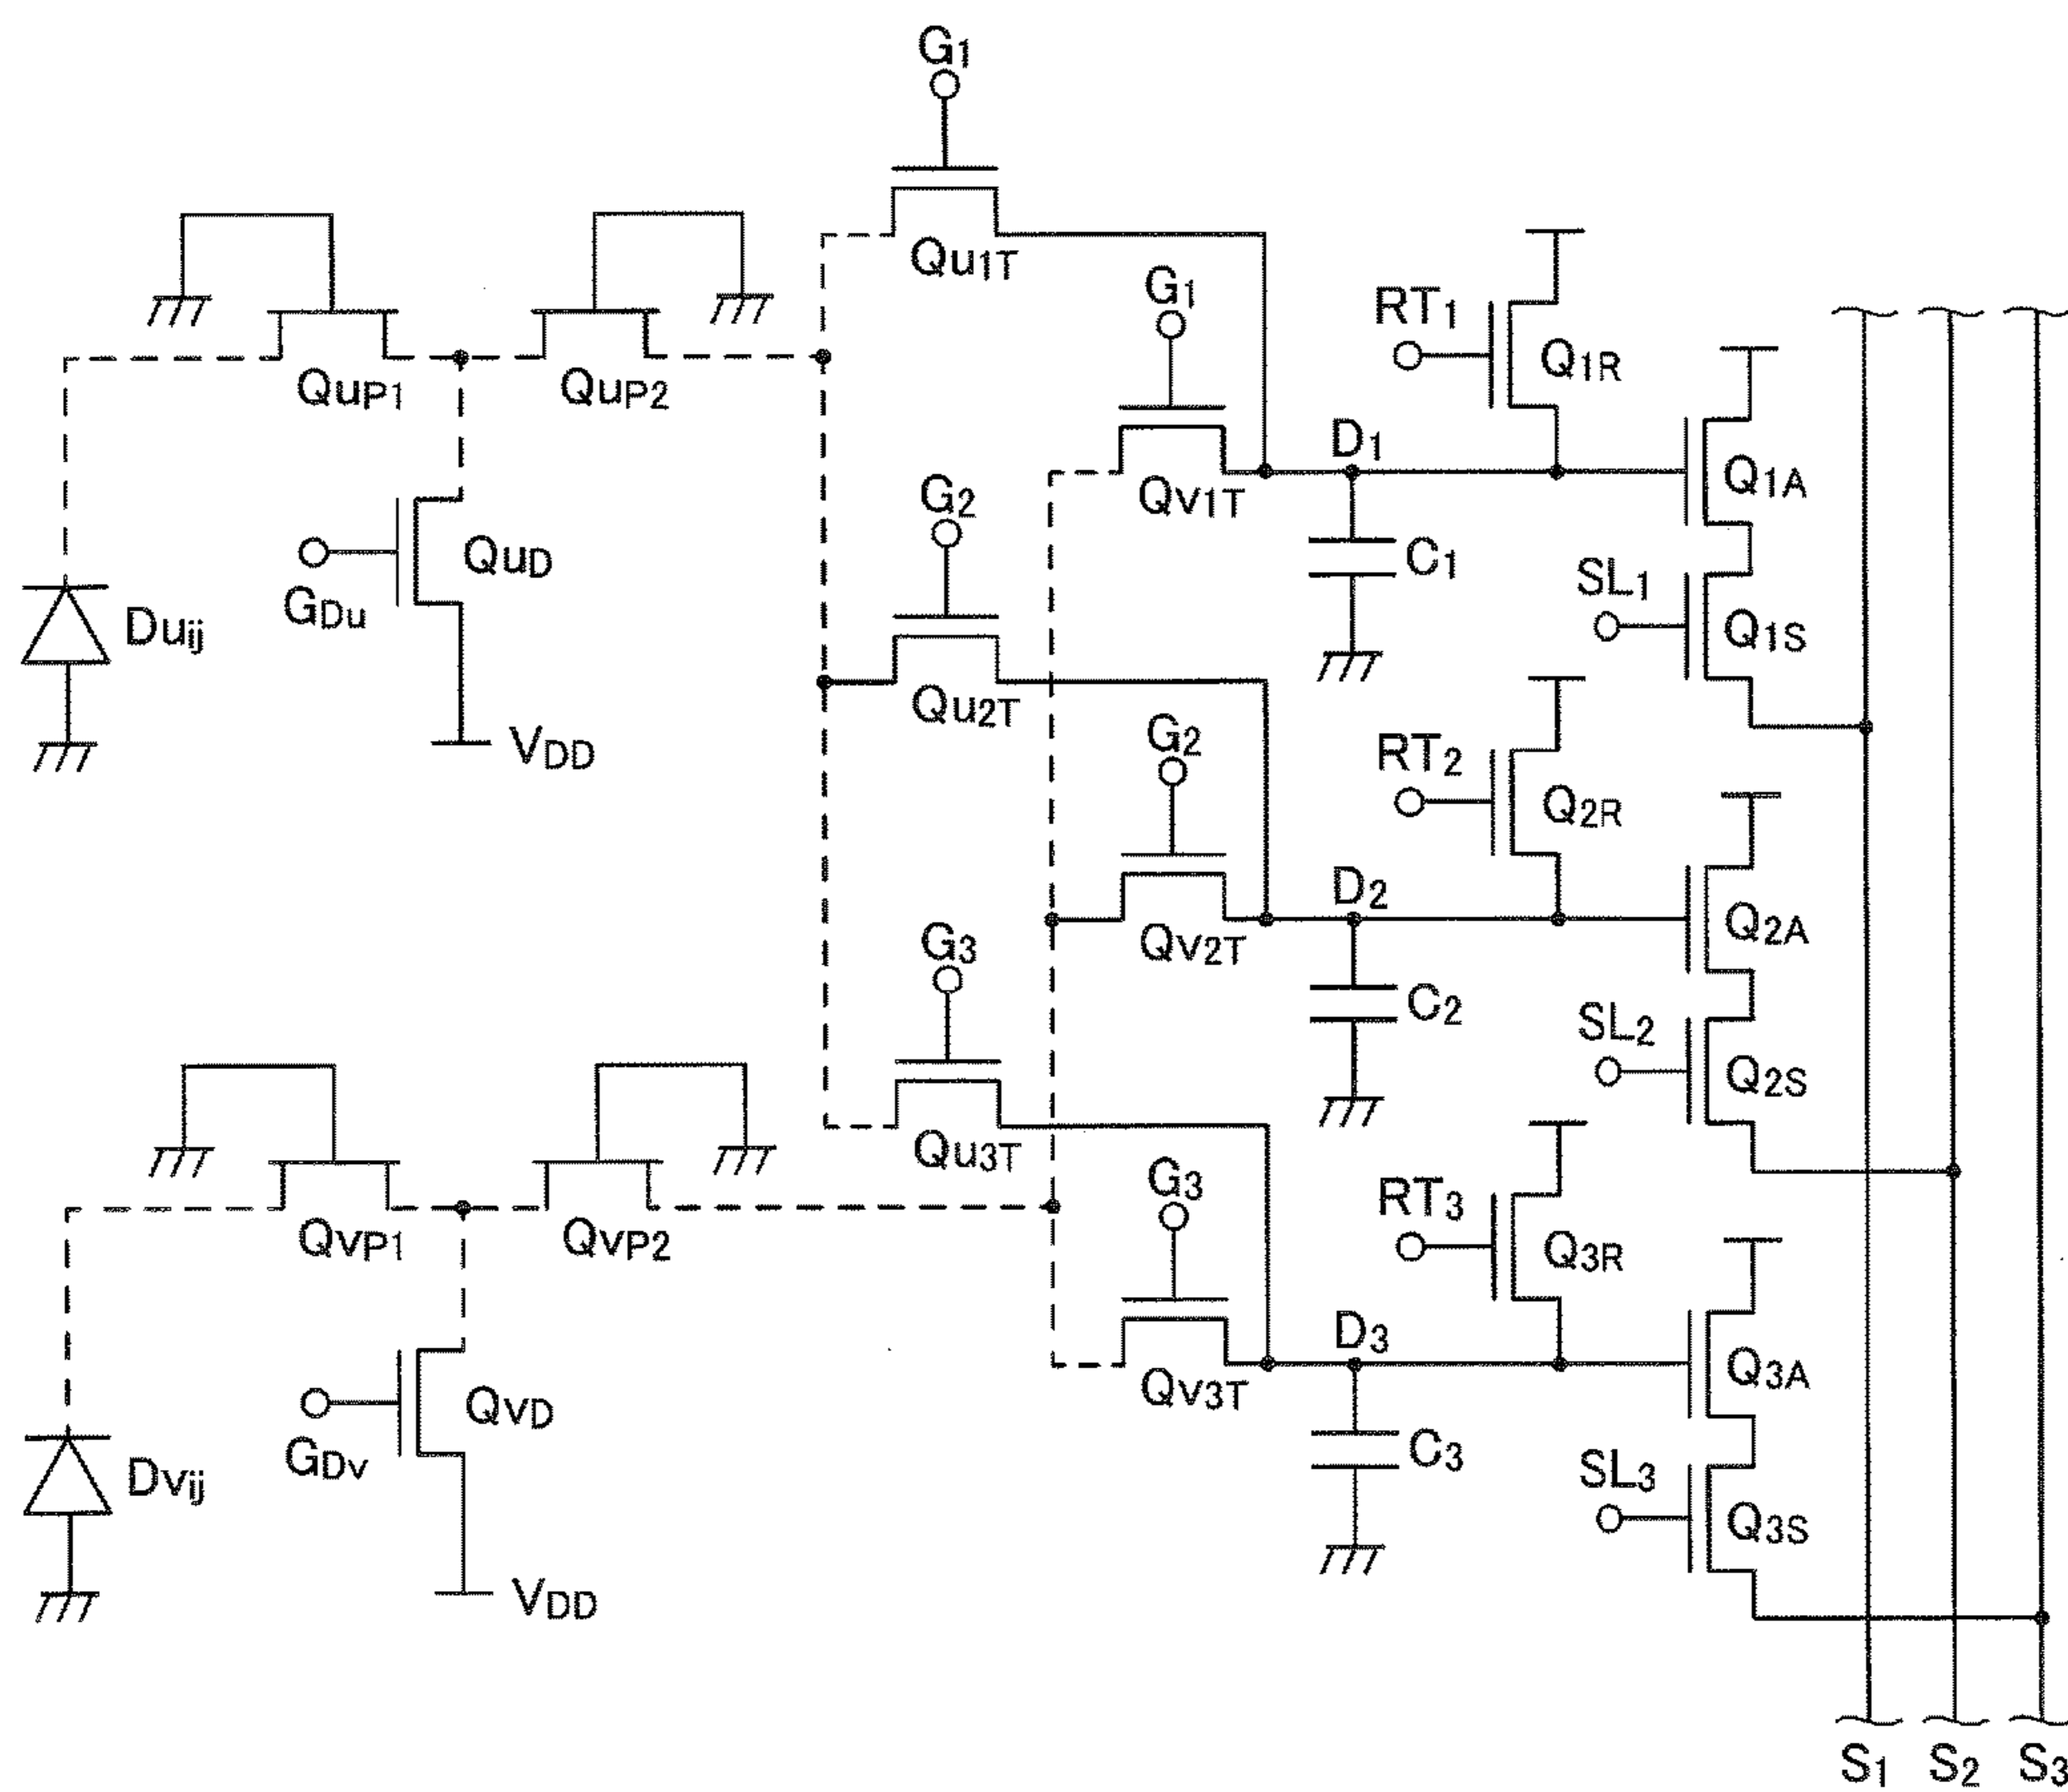 G1
Qu1T
G1
RT1
Q1R
QuP1
QuP2
D1
Qv1T
Q1A
G2
QuD
GDu
C1
SL1
Duij
Q1S
Qu2T
VDD
G2
RT2
Q2R
D2
Qv2T
Q2A
G3
C2
SL2
Q2S
Qu3T
G3
RT3
QvP1
QvP2
Q3R
D3
Qv3T
Q3A
QvD
GDv
C3
SL3
Dvij
Q3S
VDD
S1 S2 S3